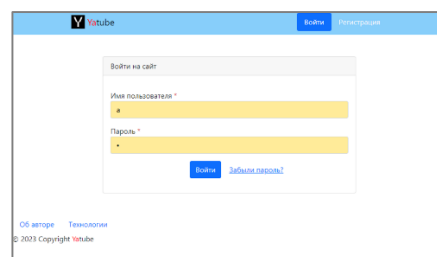 Y Yatube Войти Регистрация
Войти на сайт
Имя пользователя *
a
Пароль *
•
Войти Забыли пароль?
Об авторе Технологии
© 2023 Copyright Yatube